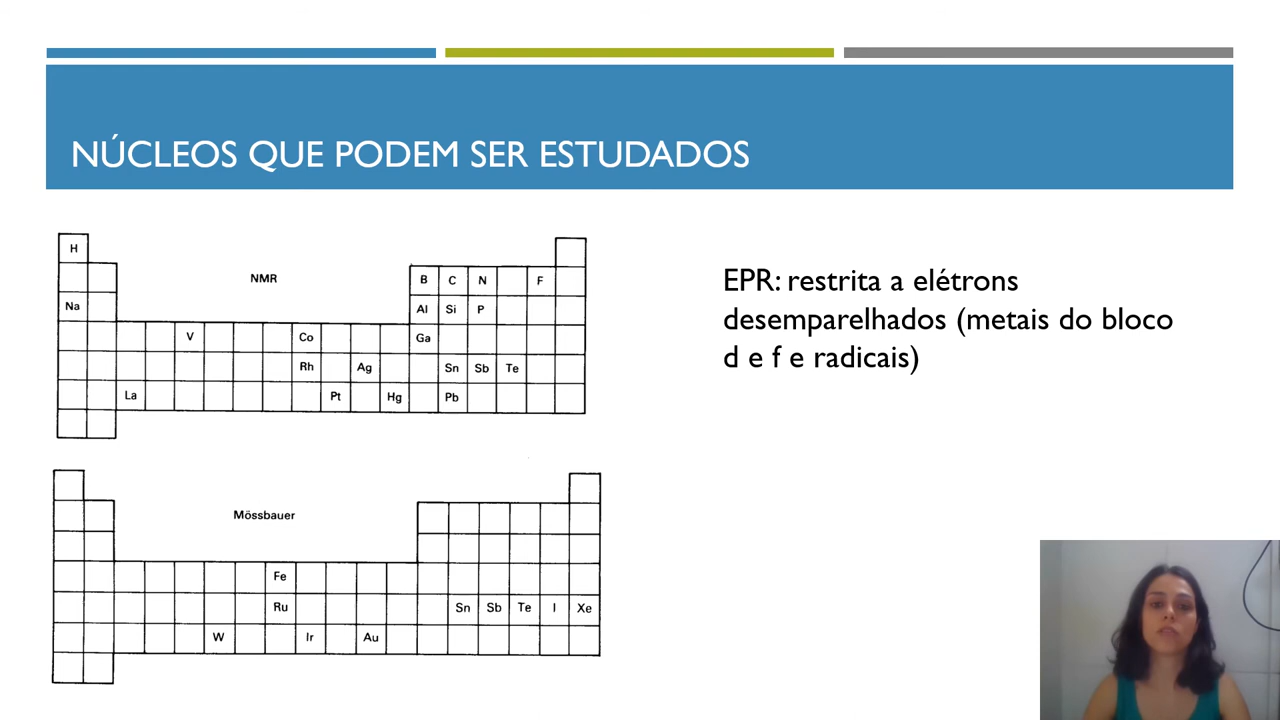 NÚCLEOS QUE PODEM SER ESTUDADOS
H
NMR
B C N F
Na Al Si P
V Co Ga
Rh Ag Sn Sb Te
La Pt Hg Pb
Mössbauer
Fe
Ru Sn Sb Te I Xe
W Ir Au
EPR: restrita a elétrons
desemparelhados (metais do bloco
d e f e radicais)